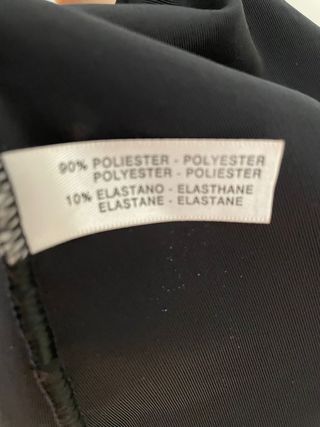 90% POLIESTER - POLYESTER
POLYESTER - POLIESTER
10% ELASTANO - ELASTHANE
ELASTANE - ELASTANE